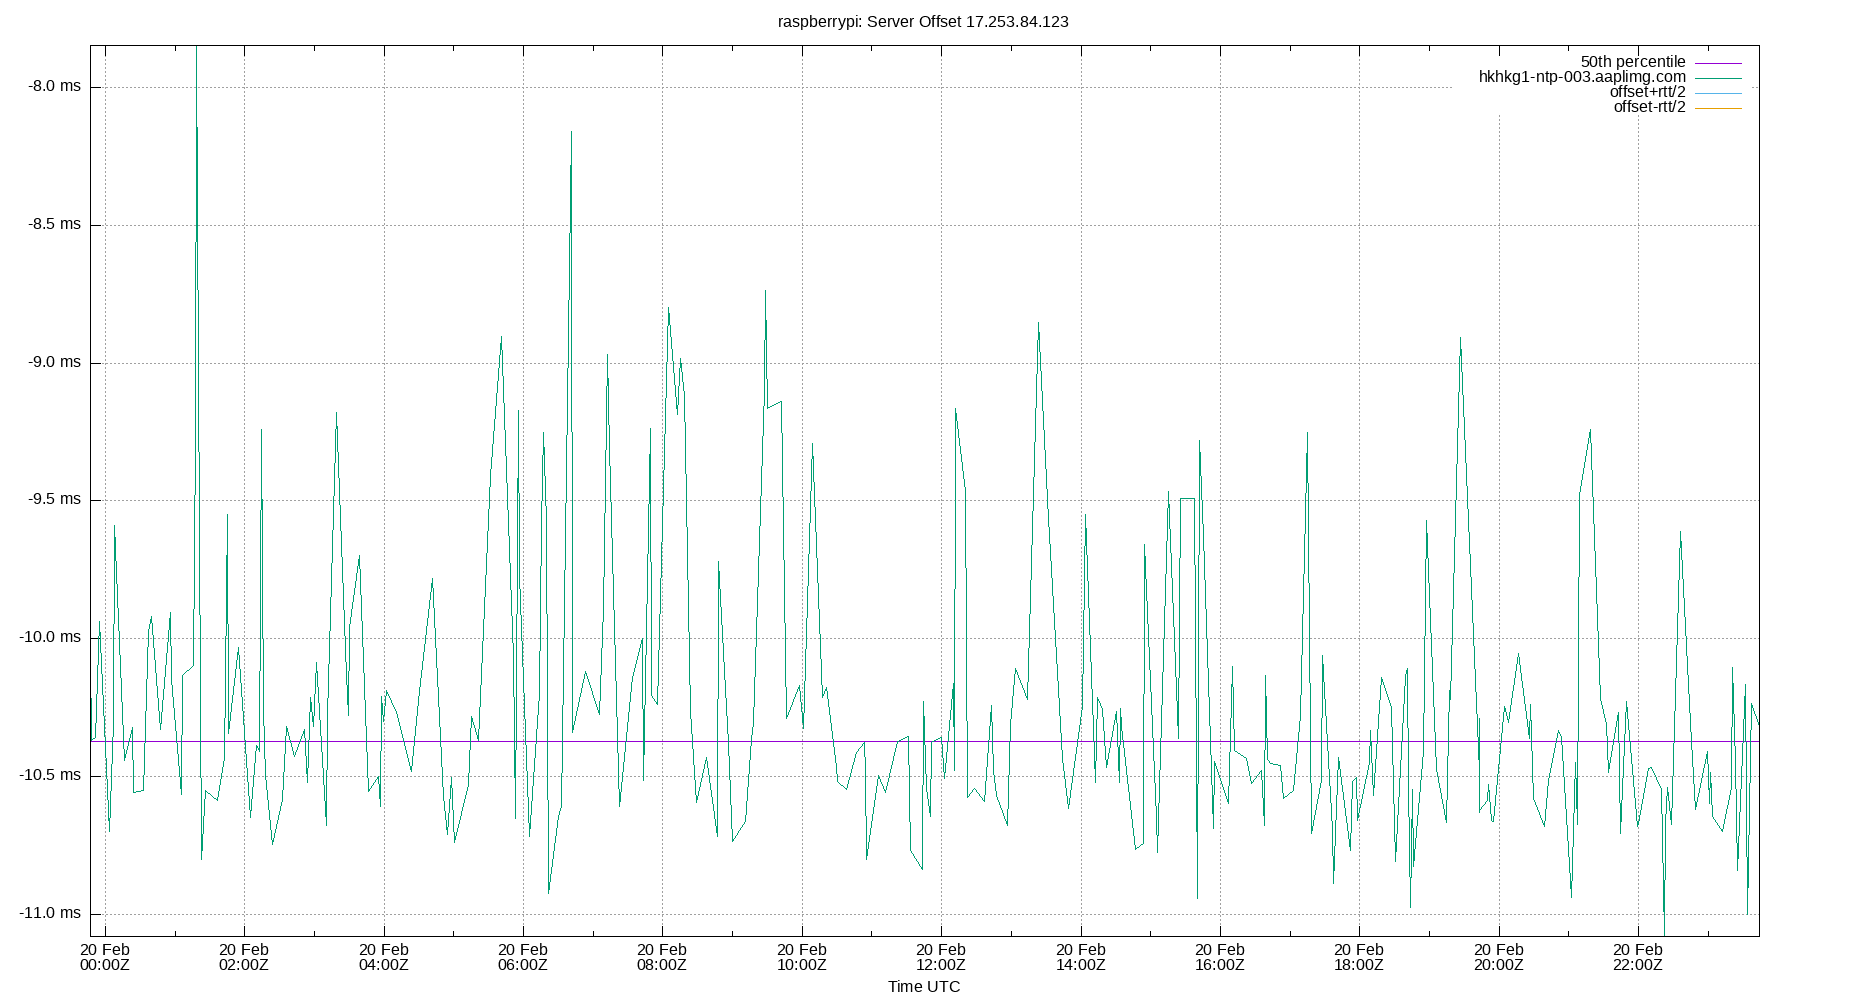 raspberrypi: Server Offset 17.253.84.123
50th percentile
hkhkg1-ntp-003.aaplimg.com
offset+rtt/2
offset-rtt/2
-8.0 ms
-8.5 ms
-9.0 ms
-9.5 ms
-10.0 ms
-10.5 ms
-11.0 ms
20 Feb 20 Feb 20 Feb 20 Feb 20 Feb 20 Feb 20 Feb 20 Feb 20 Feb 20 Feb 20 Feb 20 Feb
00:00Z 02:00Z 04:00Z 06:00Z 08:00Z 10:00Z 12:00Z 14:00Z 16:00Z 18:00Z 20:00Z 22:00Z
Time UTC